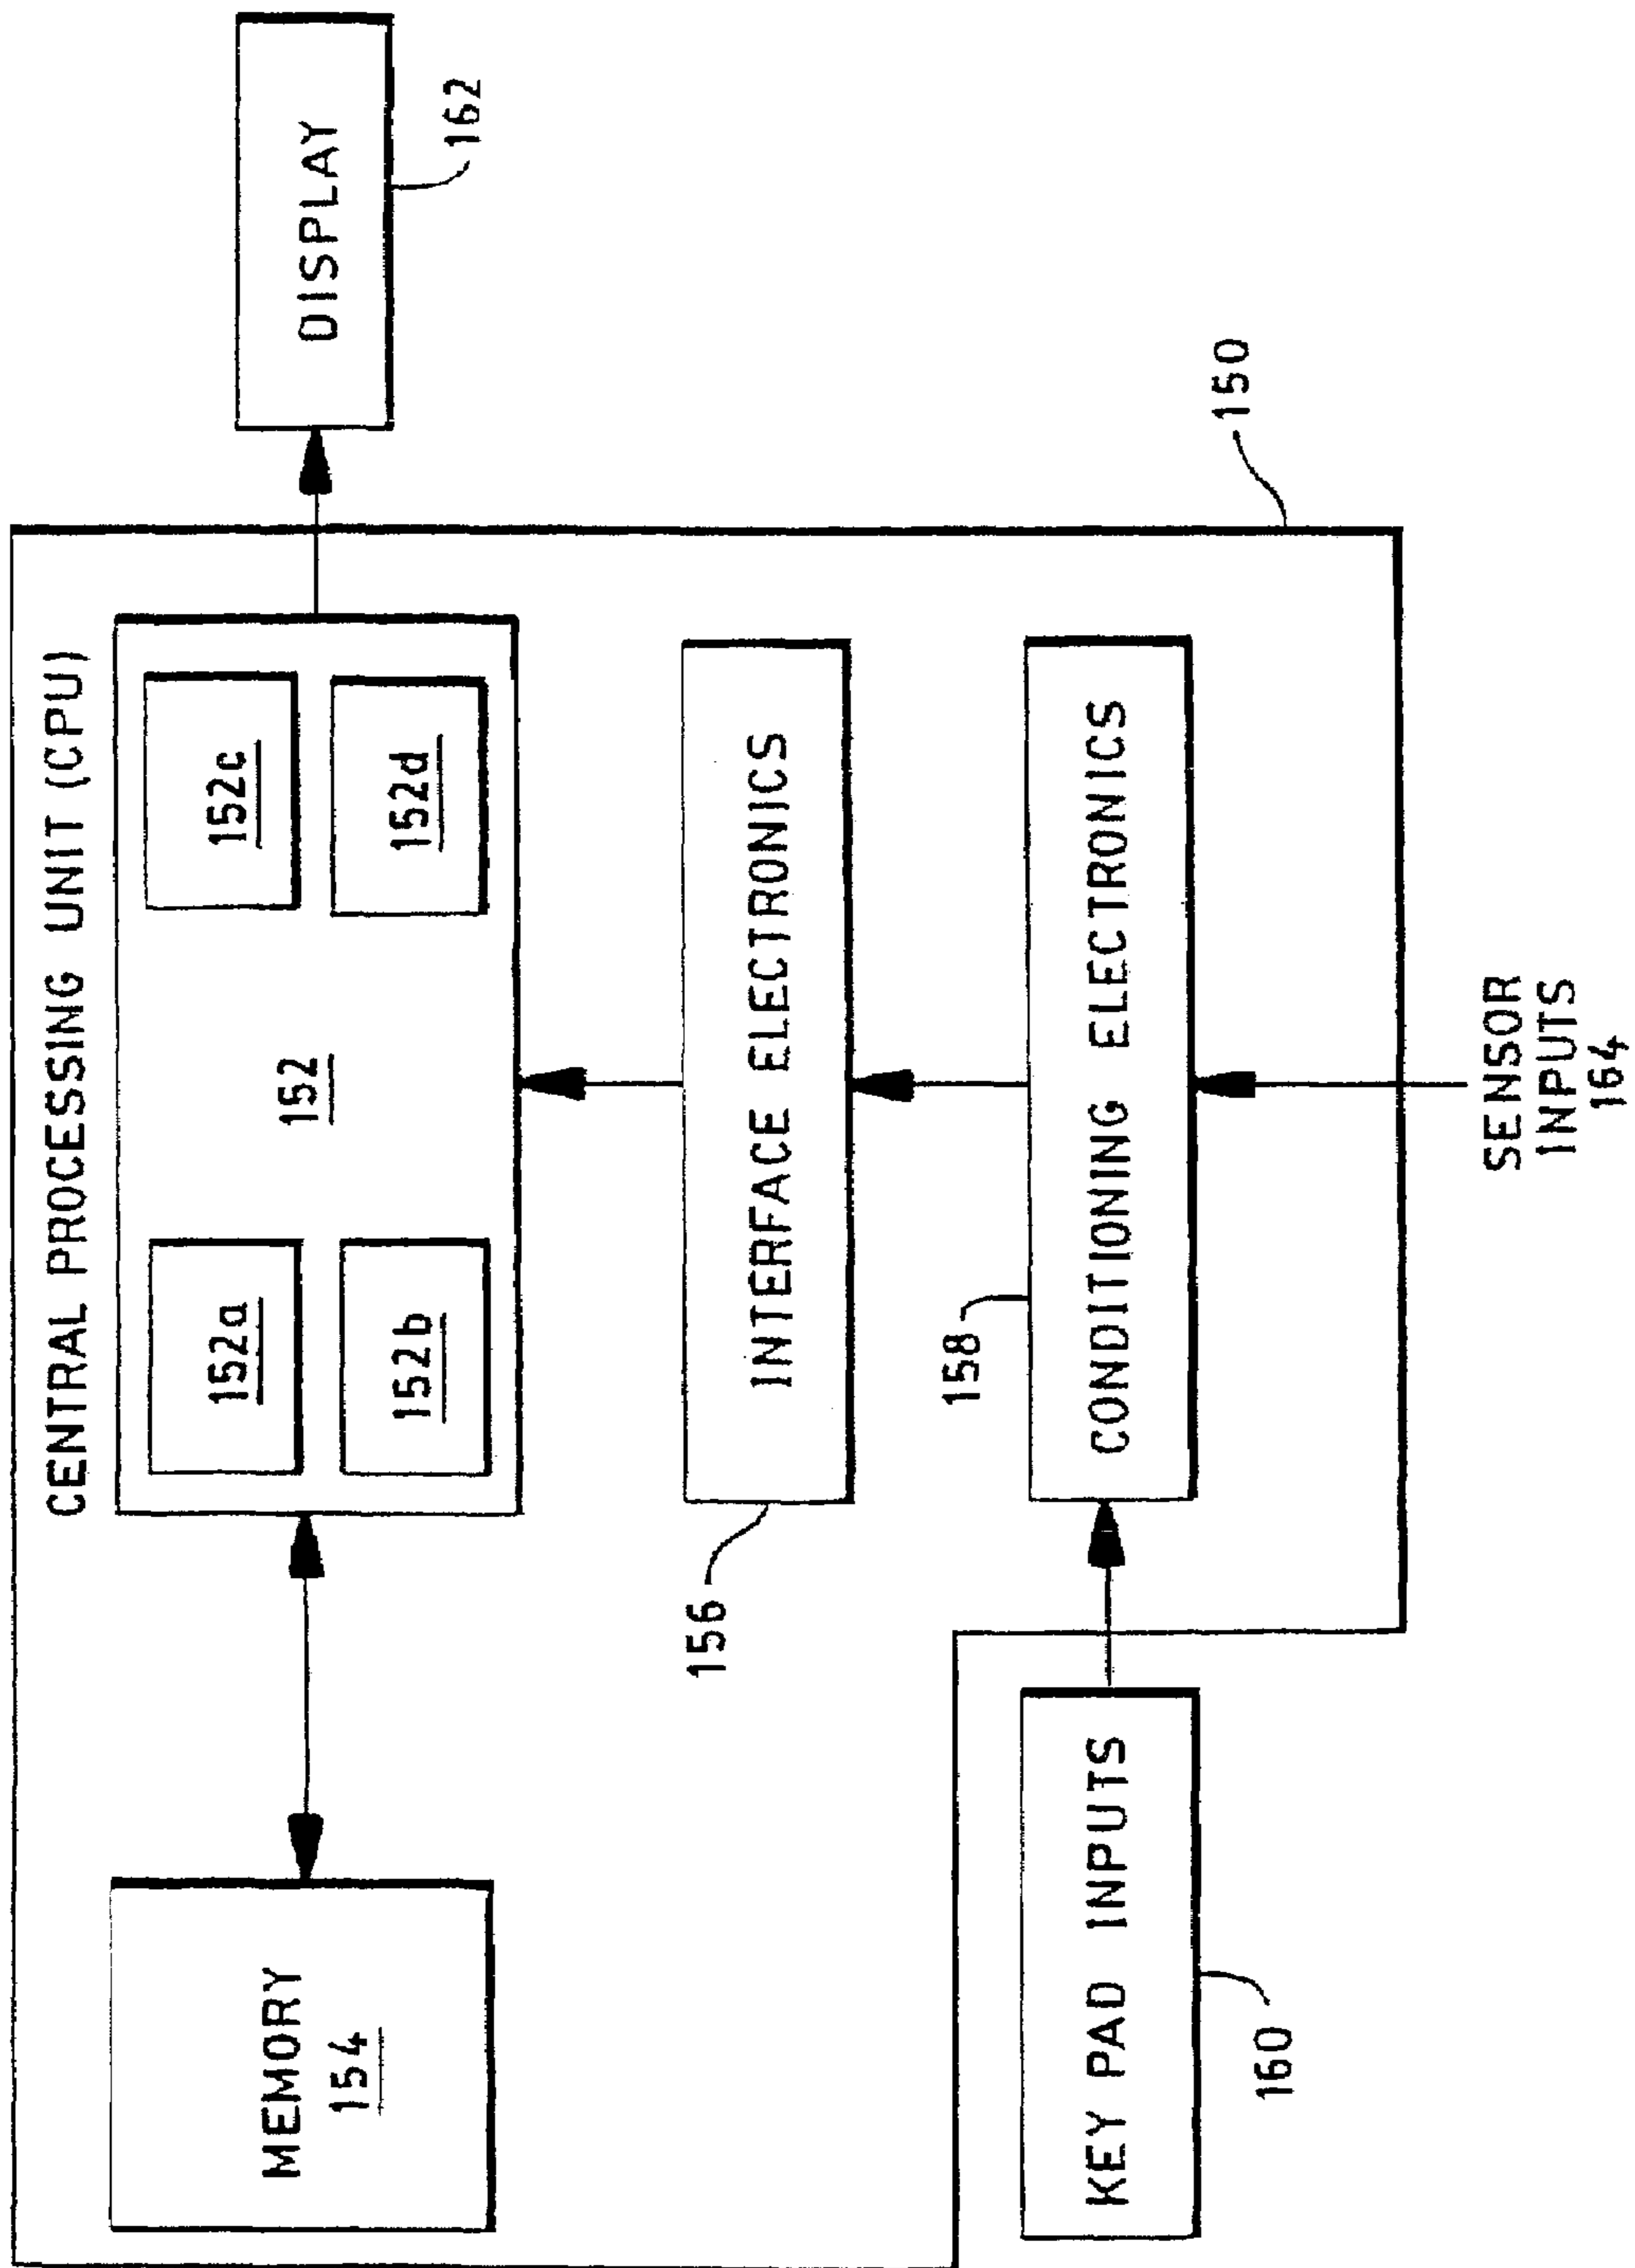 CENTRAL PROCESSING UNIT (CPU)
MEMORY
154
152a
152b
152
152c
152d
DISPLAY
162
156
INTERFACE ELECTRONICS
158
150
KEY PAD INPUTS
160
CONDITIONING ELECTRONICS
SENSOR
INPUTS
164